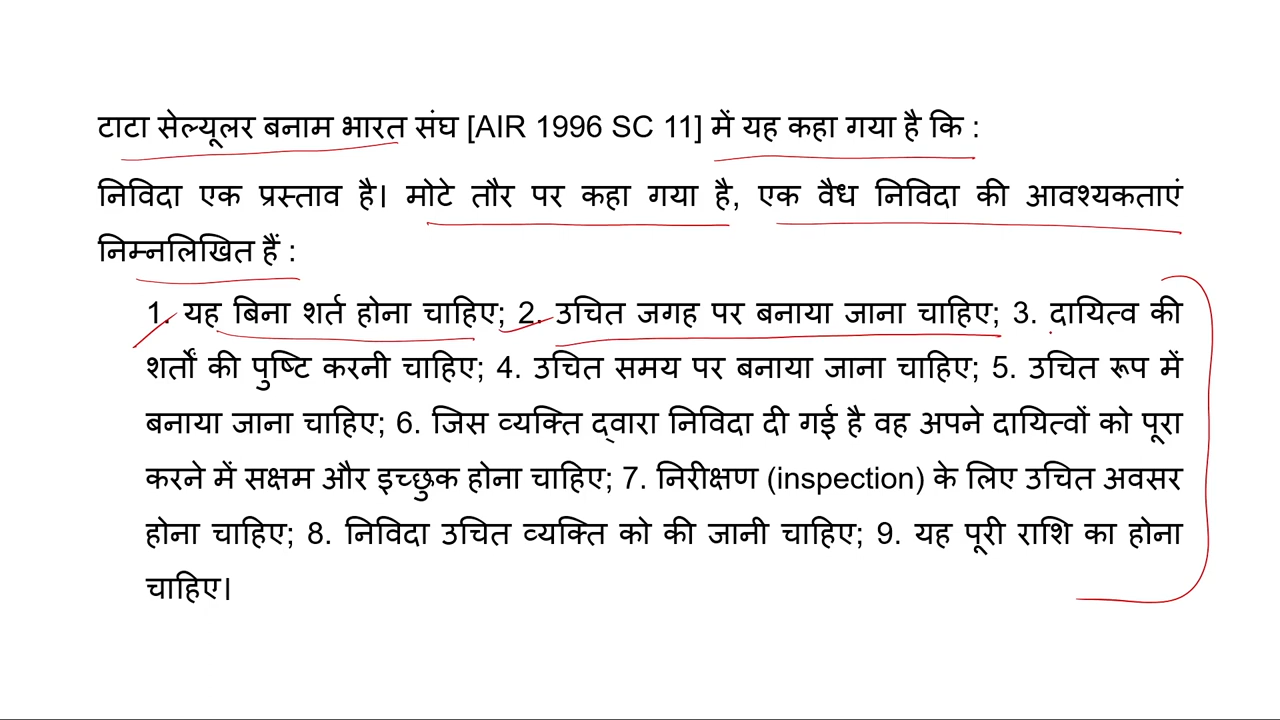 टाटा सेल्यूलर बनाम भारत संघ [AIR 1996 SC 11] में यह कहा गया है कि :
निविदा एक प्रस्ताव है। मोटे तौर पर कहा गया है, एक वैध निविदा की आवश्यकताएं
निम्नलिखित हैं :
1. यह बिना शर्त होना चाहिए; 2. उचित जगह पर बनाया जाना चाहिए; 3. दायित्व की
शर्तों की पुष्टि करनी चाहिए; 4. उचित समय पर बनाया जाना चाहिए; 5. उचित रूप में
बनाया जाना चाहिए; 6. जिस व्यक्ति द्वारा निविदा दी गई है वह अपने दायित्वों को पूरा
करने में सक्षम और इच्छुक होना चाहिए; 7. निरीक्षण (inspection) के लिए उचित अवसर
होना चाहिए; 8. निविदा उचित व्यक्ति को की जानी चाहिए; 9. यह पूरी राशि का होना
चाहिए।